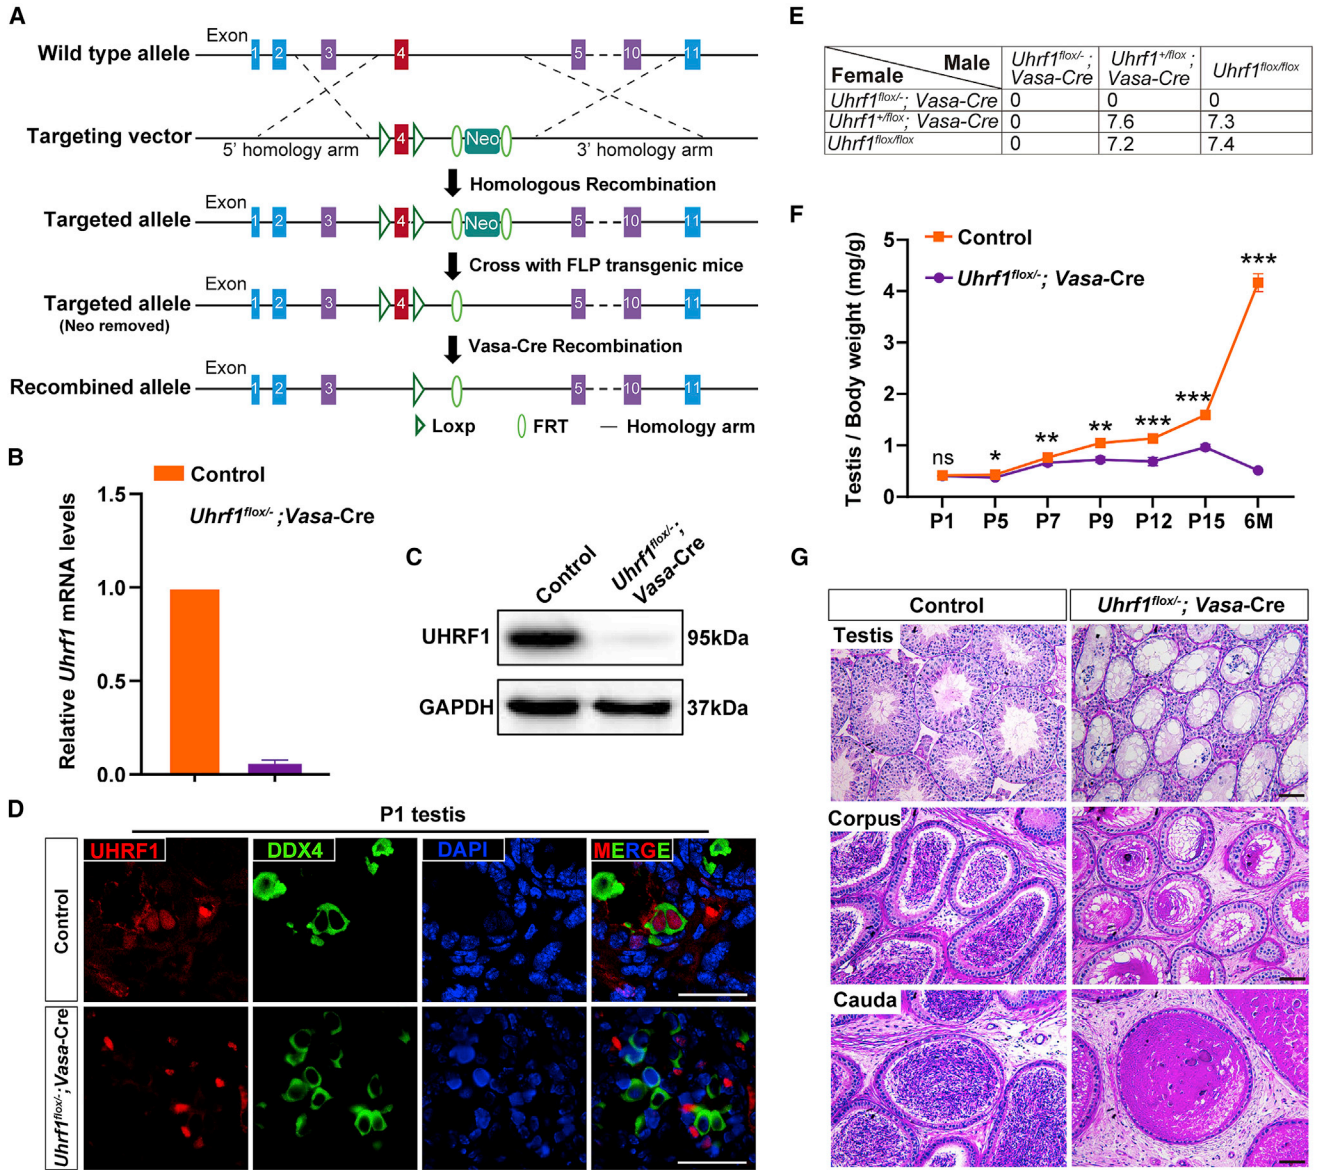 A
Exon
Wild type allele
1 2 3 4 5 10 11
Targeting vector
4 Neo
5' homology arm 3' homology arm
Homologous Recombination
Exon
Targeted allele
1 2 3 4 Neo 5 10 11
Cross with FLP transgenic mice
Exon
Targeted allele
(Neo removed)
1 2 3 4 5 10 11
Vasa-Cre Recombination
Exon
Recombined allele
1 2 3 5 10 11
Loxp FRT Homology arm
B
Control
Uhrf1flox/- ;Vasa-Cre
Relative Uhrf1 mRNA levels
1.5
1.0
0.5
0.0
C
Control
Uhrf1flox/-;
Vasa-Cre
UHRF1 95kDa
GAPDH 37kDa
D
P1 testis
UHRF1 DDX4 DAPI MERGE
Control
Uhrf1flox/-;Vasa-Cre
E
Male
Female
Uhrf1flox/- ;
Vasa-Cre
Uhrf1+/flox ;
Vasa-Cre
Uhrf1flox/flox
Uhrf1flox/-; Vasa-Cre 0 0 0
Uhrf1+/flox; Vasa-Cre 0 7.6 7.3
Uhrf1flox/flox 0 7.2 7.4
F
Control
Uhrf1flox/-; Vasa-Cre
Testis / Body weight (mg/g)
5
4
3
2
1
0
ns * ** ** *** *** ***
P1 P5 P7 P9 P12 P15 6M
G
Control Uhrf1flox/-; Vasa-Cre
Testis
Corpus
Cauda